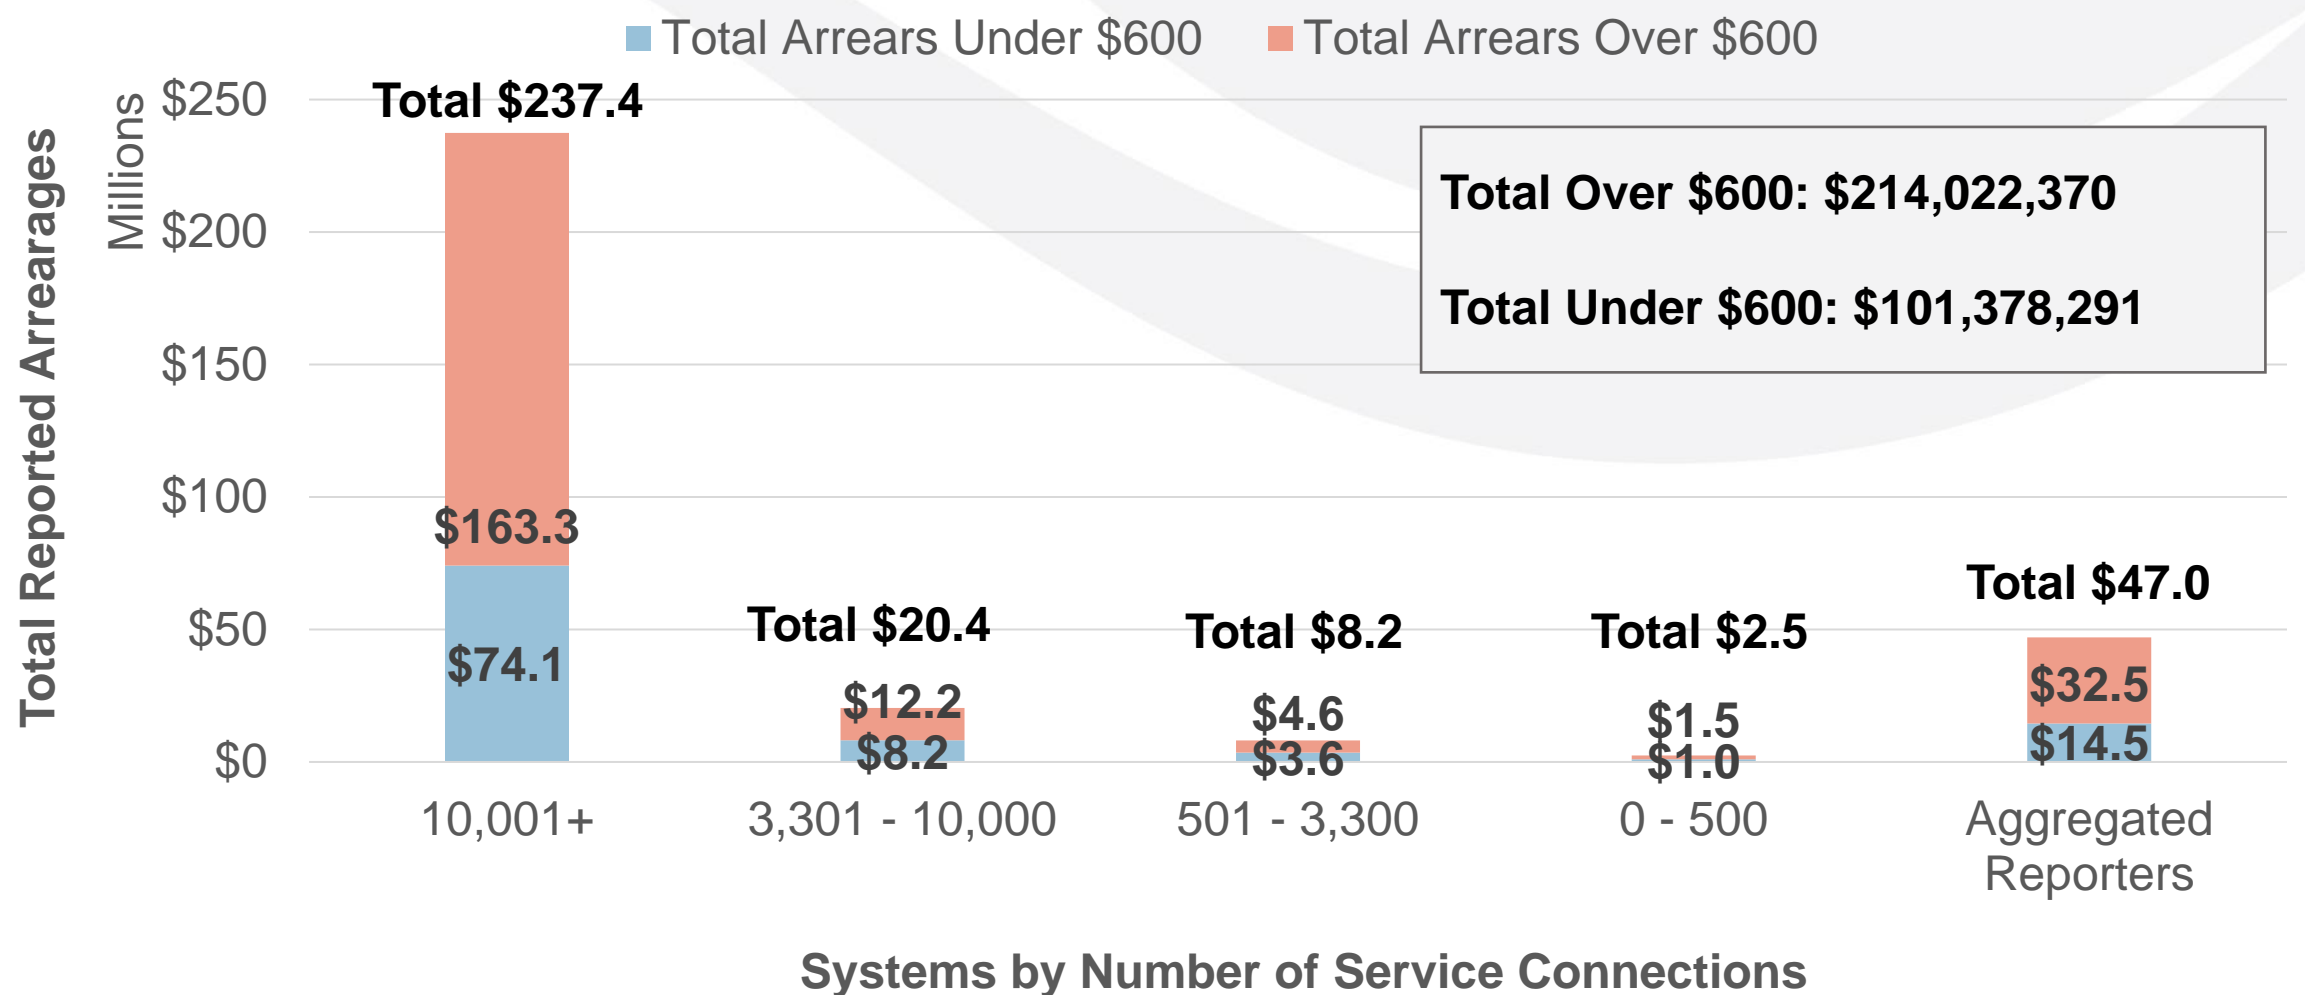 Total Arrears Under $600
Total Arrears Over $600
Total Reported Arrearages
Millions
$250
$200
$150
$100
$50
$0
Total $237.4
$163.3
$74.1
Total $20.4
$12.2
$8.2
Total $8.2
$4.6
$3.6
Total $2.5
$1.5
$1.0
Total $47.0
$32.5
$14.5
Total Over $600: $214,022,370
Total Under $600: $101,378,291
10,001+
3,301 - 10,000
501 - 3,300
0 - 500
Aggregated
Reporters
Systems by Number of Service Connections